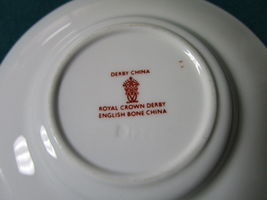 DERBY CHINA
ROYAL CROWN DERBY
ENGLISH BONE CHINA